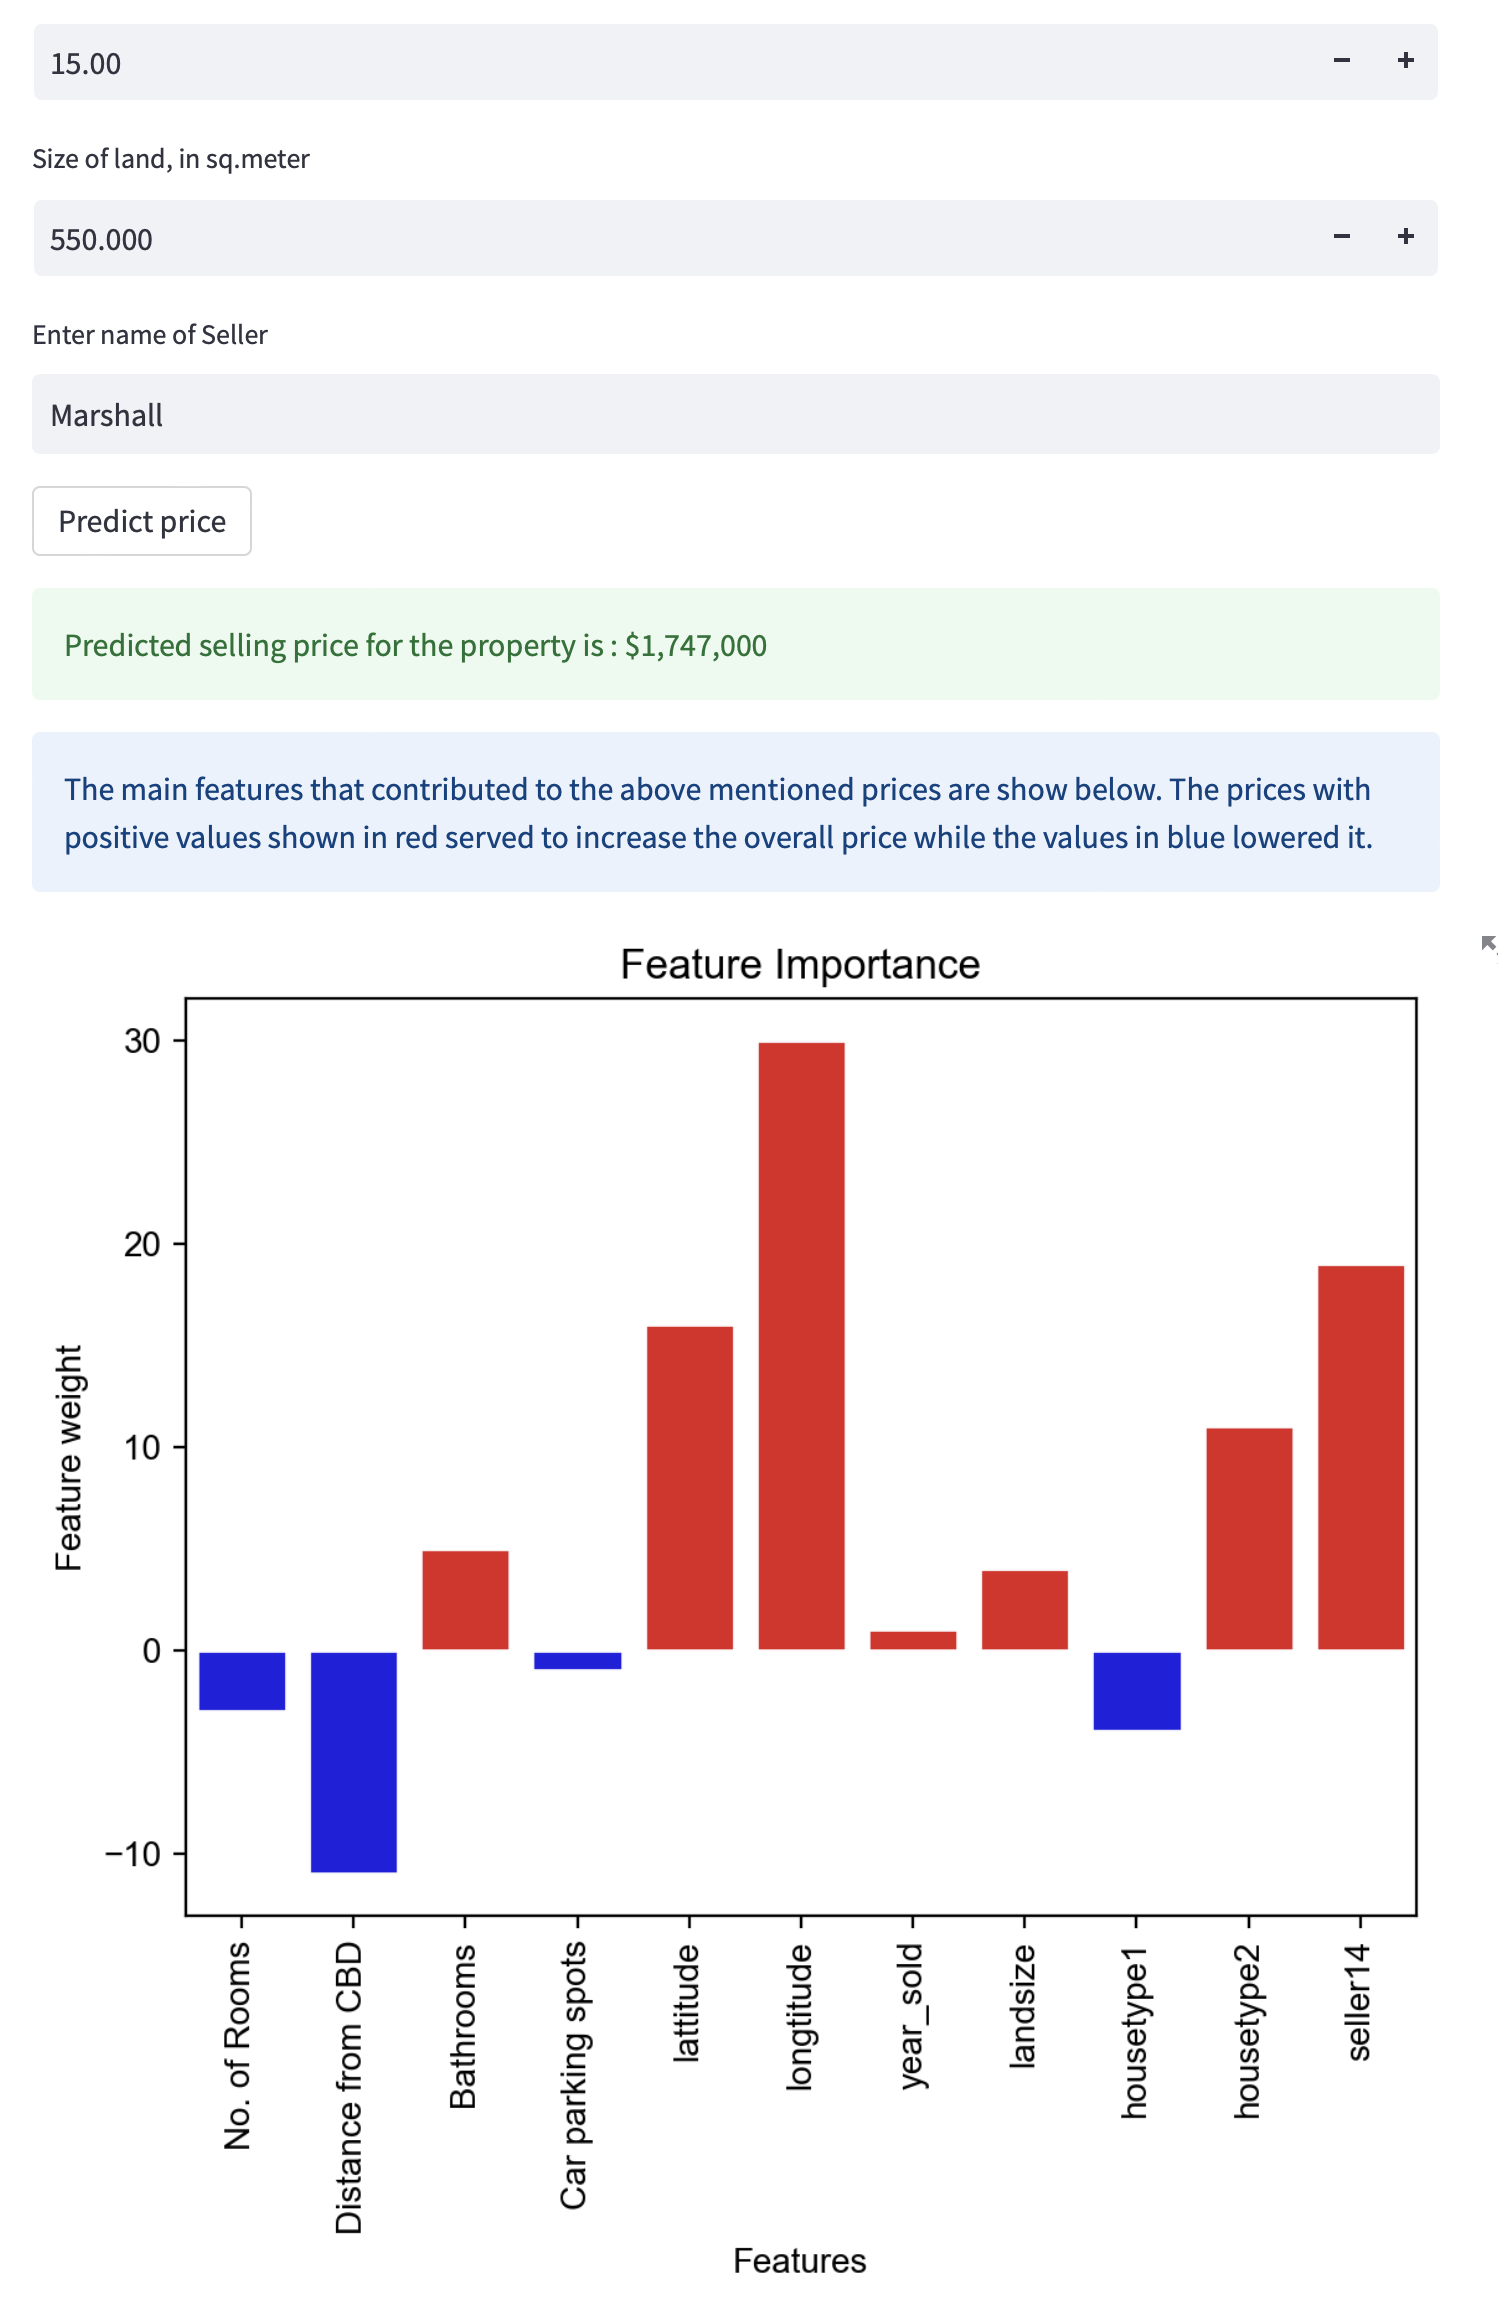 15.00
Size of land, in sq.meter
550.000
Enter name of Seller
Marshall
Predict price
Predicted selling price for the property is : $1,747,000
The main features that contributed to the above mentioned prices are show below. The prices with
positive values shown in red served to increase the overall price while the values in blue lowered it.
Feature Importance
30
20
10
0
−10
Feature weight
No. of Rooms
Distance from CBD
Bathrooms
Car parking spots
lattitude
longtitude
year_sold
landsize
housetype1
housetype2
seller14
Features